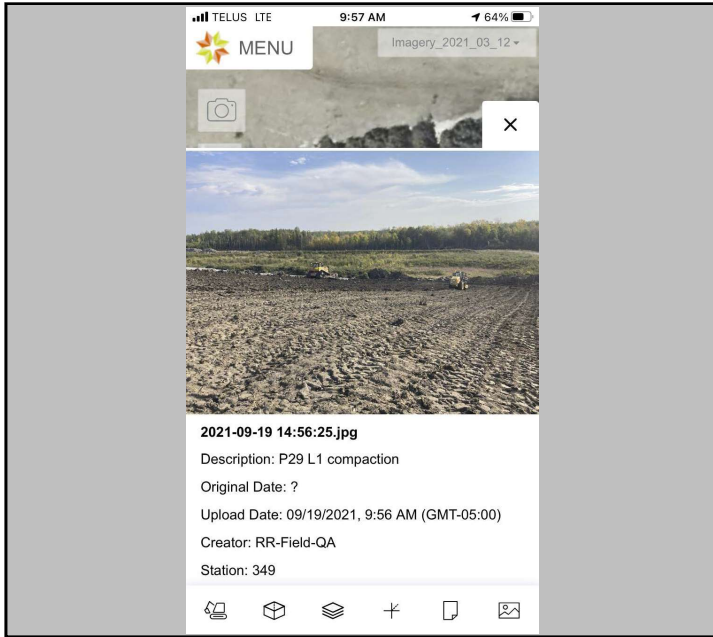 TELUS LTE 9:57 AM 64%
MENU
Imagery_2021_03_12
2021-09-19 14:56:25.jpg
Description: P29 L1 compaction
Original Date: ?
Upload Date: 09/19/2021, 9:56 AM (GMT-05:00)
Creator: RR-Field-QA
Station: 349